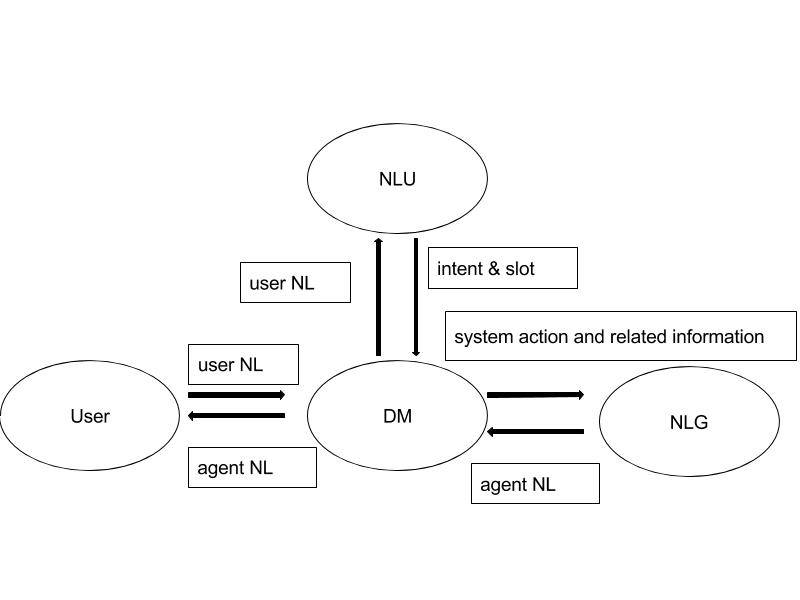 NLU
user NL
intent & slot
system action and related information
user NL
User
DM
NLG
agent NL
agent NL